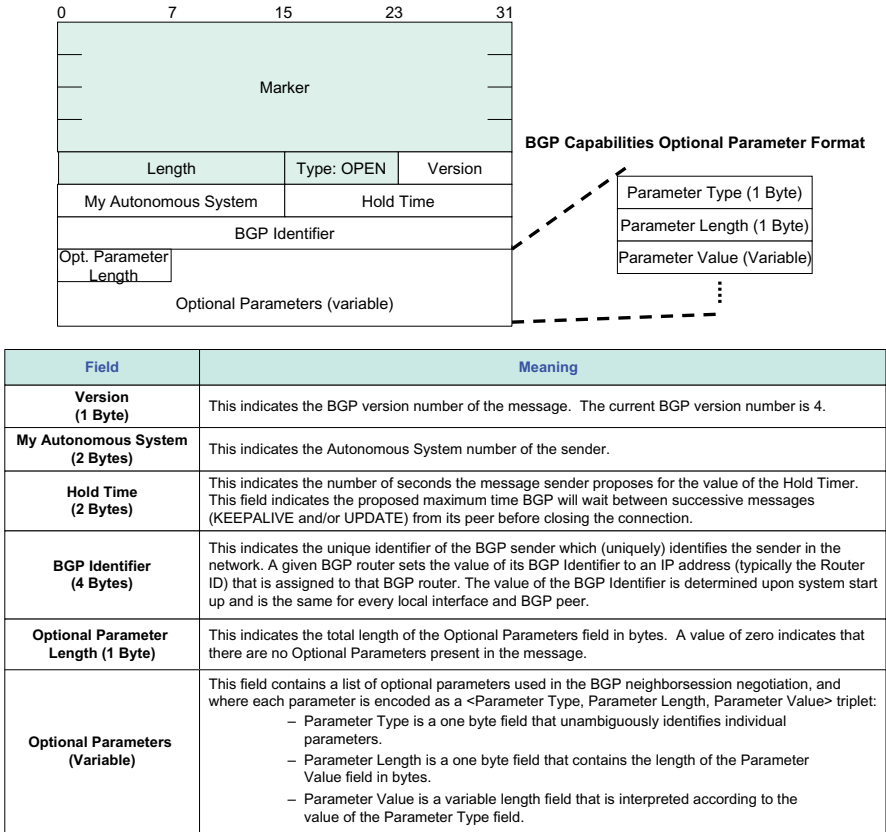 0 7 15 23 31
Marker
BGP Capabilities Optional Parameter Format
Length Type: OPEN Version
Parameter Type (1 Byte)
My Autonomous System Hold Time
Parameter Length (1 Byte)
BGP Identifier
Parameter Value (Variable)
Opt. Parameter
Length
Optional Parameters (variable)
Field Meaning
Version
(1 Byte)
This indicates the BGP version number of the message. The current BGP version number is 4.
My Autonomous System
(2 Bytes)
This indicates the Autonomous System number of the sender.
Hold Time
(2 Bytes)
This indicates the number of seconds the message sender proposes for the value of the Hold Timer.
This field indicates the proposed maximum time BGP will wait between successive messages
(KEEPALIVE and/or UPDATE) from its peer before closing the connection.
BGP Identifier
(4 Bytes)
This indicates the unique identifier of the BGP sender which (uniquely) identifies the sender in the
network. A given BGP router sets the value of its BGP Identifier to an IP address (typically the Router
ID) that is assigned to that BGP router. The value of the BGP Identifier is determined upon system start
up and is the same for every local interface and BGP peer.
Optional Parameter
Length (1 Byte)
This indicates the total length of the Optional Parameters field in bytes. A value of zero indicates that
there are no Optional Parameters present in the message.
Optional Parameters
(Variable)
This field contains a list of optional parameters used in the BGP neighborsession negotiation, and
where each parameter is encoded as a <Parameter Type, Parameter Length, Parameter Value> triplet:
– Parameter Type is a one byte field that unambiguously identifies individual
parameters.
– Parameter Length is a one byte field that contains the length of the Parameter
Value field in bytes.
– Parameter Value is a variable length field that is interpreted according to the
value of the Parameter Type field.